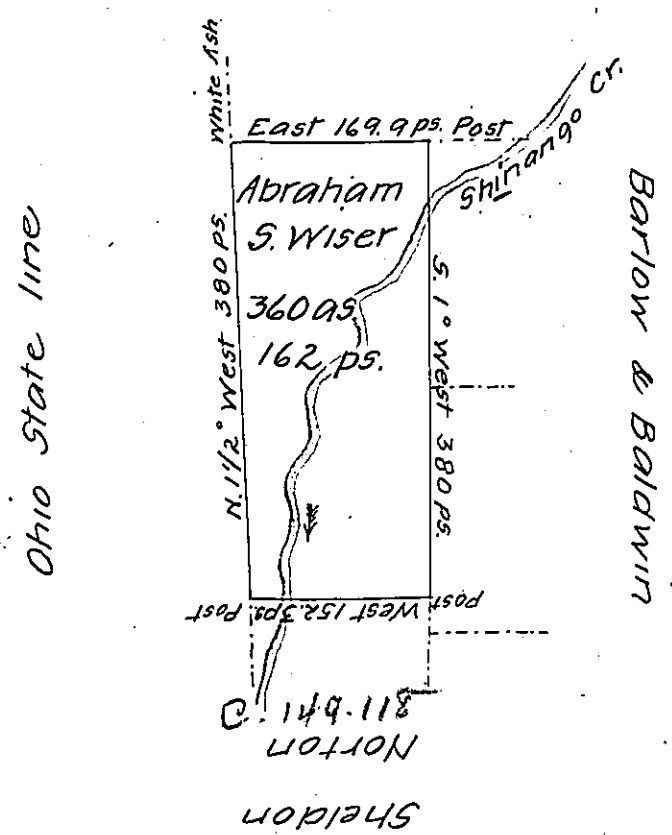 White Ash.
East 169.9 ps. Post
Shinango Cr.
Abraham
S. Wiser
360 as.
162 ps.
Ohio State line
N. 1 1/2° West 380 ps.
S. 1° West 380 ps.
Barlow & Baldwin
Post West 152.3 ps. Post
Norton
Sheldon